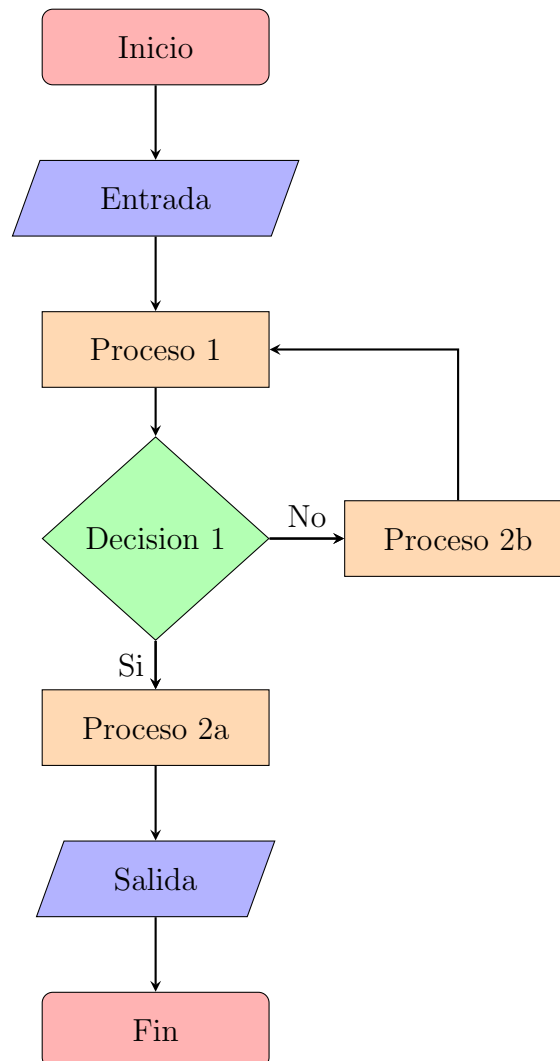 Inicio
Entrada
Proceso 1
Decision 1
No
Proceso 2b
Si
Proceso 2a
Salida
Fin